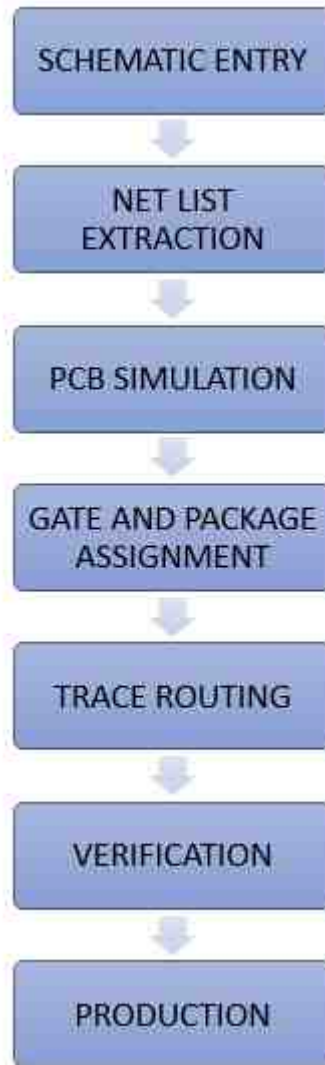 SCHEMATIC ENTRY
NET LIST
EXTRACTION
PCB SIMULATION
GATE AND PACKAGE
ASSIGNMENT
TRACE ROUTING
VERIFICATION
PRODUCTION